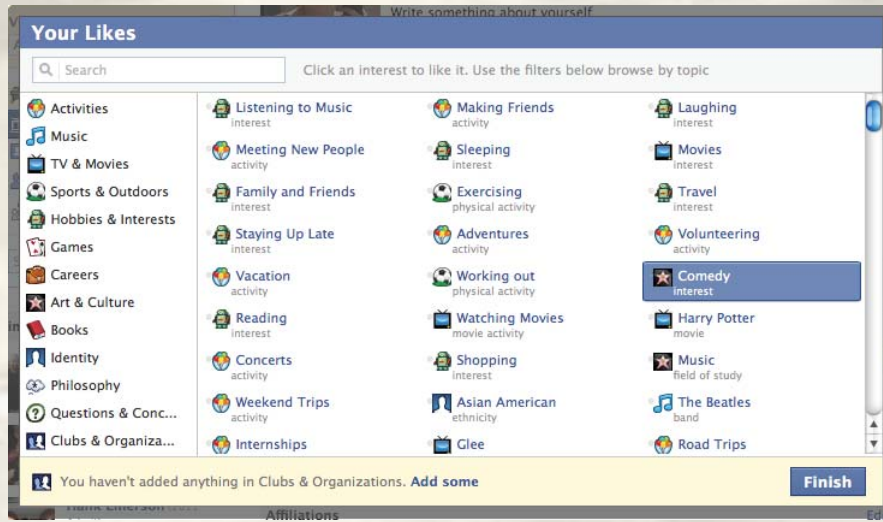 Write something about yourself.
Your Likes
Search
Click an interest to like it. Use the filters below browse by topic
Activities
Music
TV & Movies
Sports & Outdoors
Hobbies & Interests
Games
Careers
Art & Culture
Books
Identity
Philosophy
Questions & Conc...
Clubs & Organiza...
Listening to Music
interest
Meeting New People
activity
Family and Friends
interest
Staying Up Late
interest
Vacation
activity
Reading
interest
Concerts
activity
Weekend Trips
activity
Internships
Making Friends
activity
Sleeping
interest
Exercising
physical activity
Adventures
activity
Working out
physical activity
Watching Movies
movie activity
Shopping
interest
Asian American
ethnicity
Glee
Laughing
interest
Movies
interest
Travel
interest
Volunteering
activity
Comedy
interest
Harry Potter
movie
Music
field of study
The Beatles
band
Road Trips
You haven't added anything in Clubs & Organizations. Add some
Finish
Hank Emerson
Affiliations
Ed